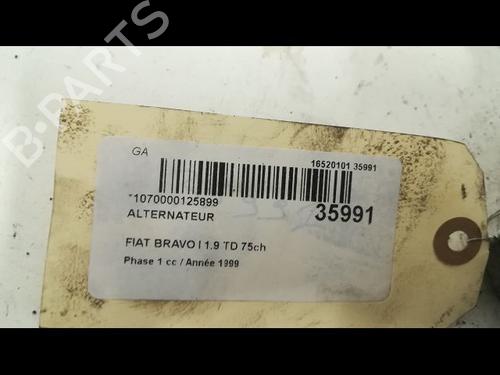 B-PARTS
GA
16520101 35991
*1070000125899
35991
ALTERNATEUR
FIAT BRAVO I 1.9 TD 75ch
Phase 1 cc / Année 1999